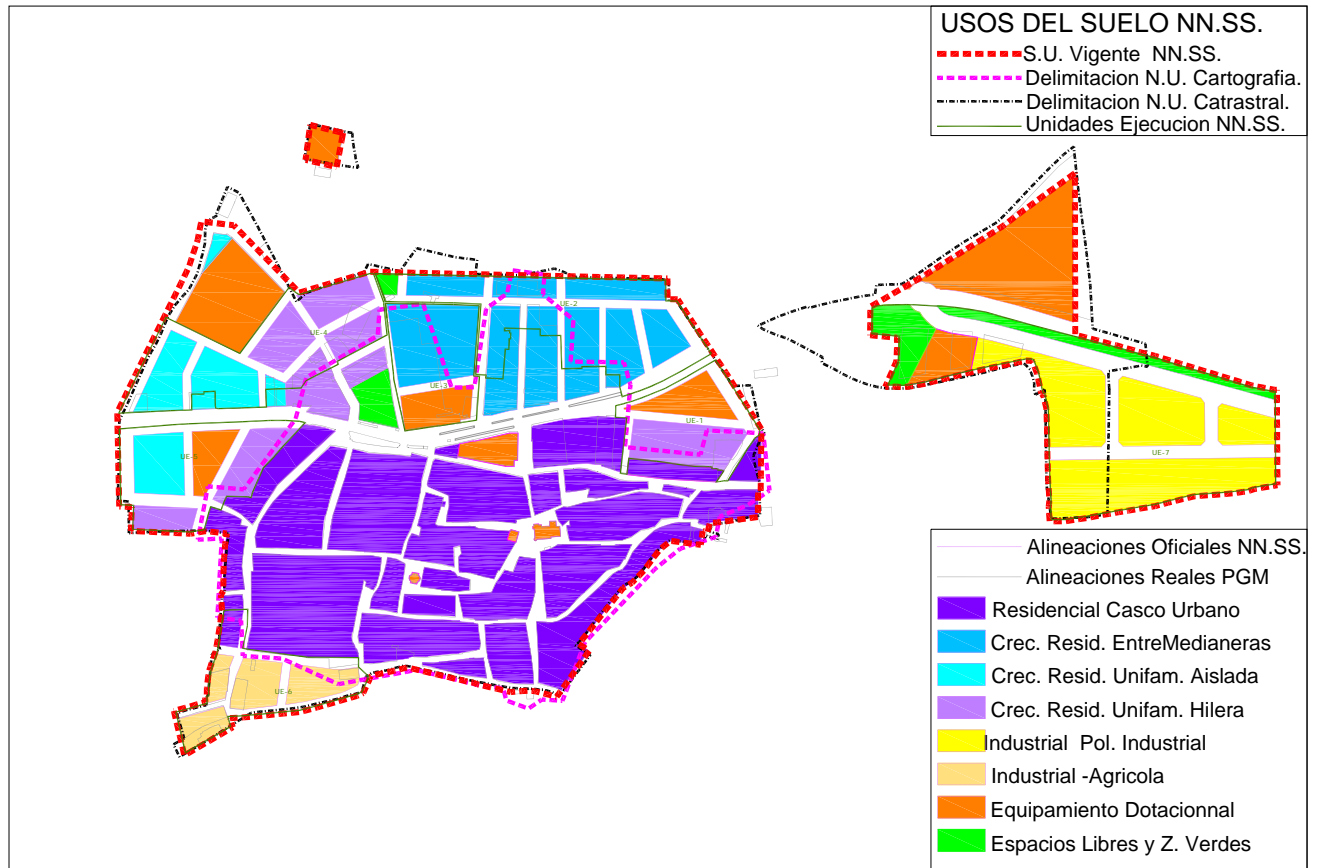 USOS DEL SUELO NN.SS.
S.U. Vigente NN.SS.
Delimitacion N.U. Cartografia.
Delimitacion N.U. Catrastral.
Unidades Ejecucion NN.SS.
UE-2
UE-4
UE-3
UE-1
UE-5
UE-7
UE-6
Alineaciones Oficiales NN.SS.
Alineaciones Reales PGM
Residencial Casco Urbano
Crec. Resid. EntreMedianeras
Crec. Resid. Unifam. Aislada
Crec. Resid. Unifam. Hilera
Industrial Pol. Industrial
Industrial -Agricola
Equipamiento Dotacionnal
Espacios Libres y Z. Verdes